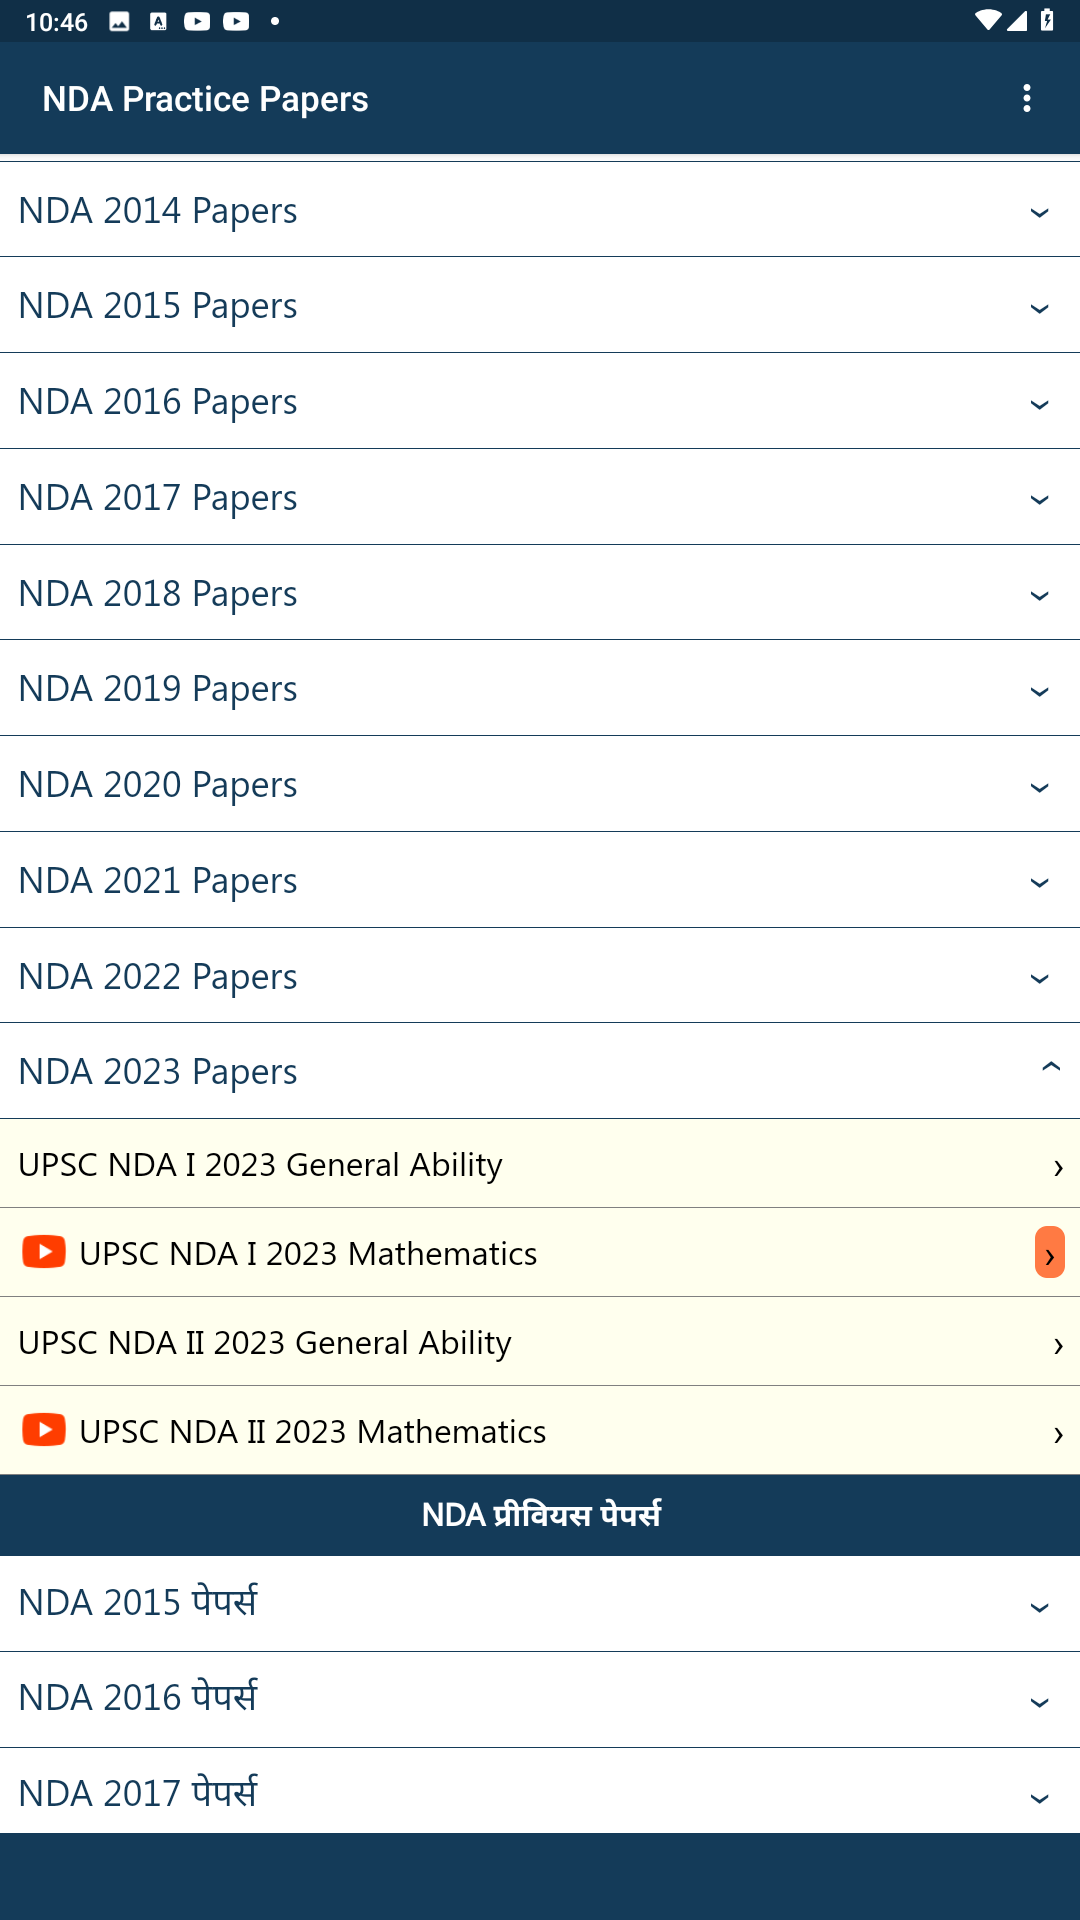 10:46
NDA Practice Papers
NDA 2014 Papers
NDA 2015 Papers
NDA 2016 Papers
NDA 2017 Papers
NDA 2018 Papers
NDA 2019 Papers
NDA 2020 Papers
NDA 2021 Papers
NDA 2022 Papers
NDA 2023 Papers
UPSC NDA I 2023 General Ability
UPSC NDA I 2023 Mathematics
UPSC NDA II 2023 General Ability
UPSC NDA II 2023 Mathematics
NDA प्रीवियस पेपर्स
NDA 2015 पेपर्स
NDA 2016 पेपर्स
NDA 2017 पेपर्स